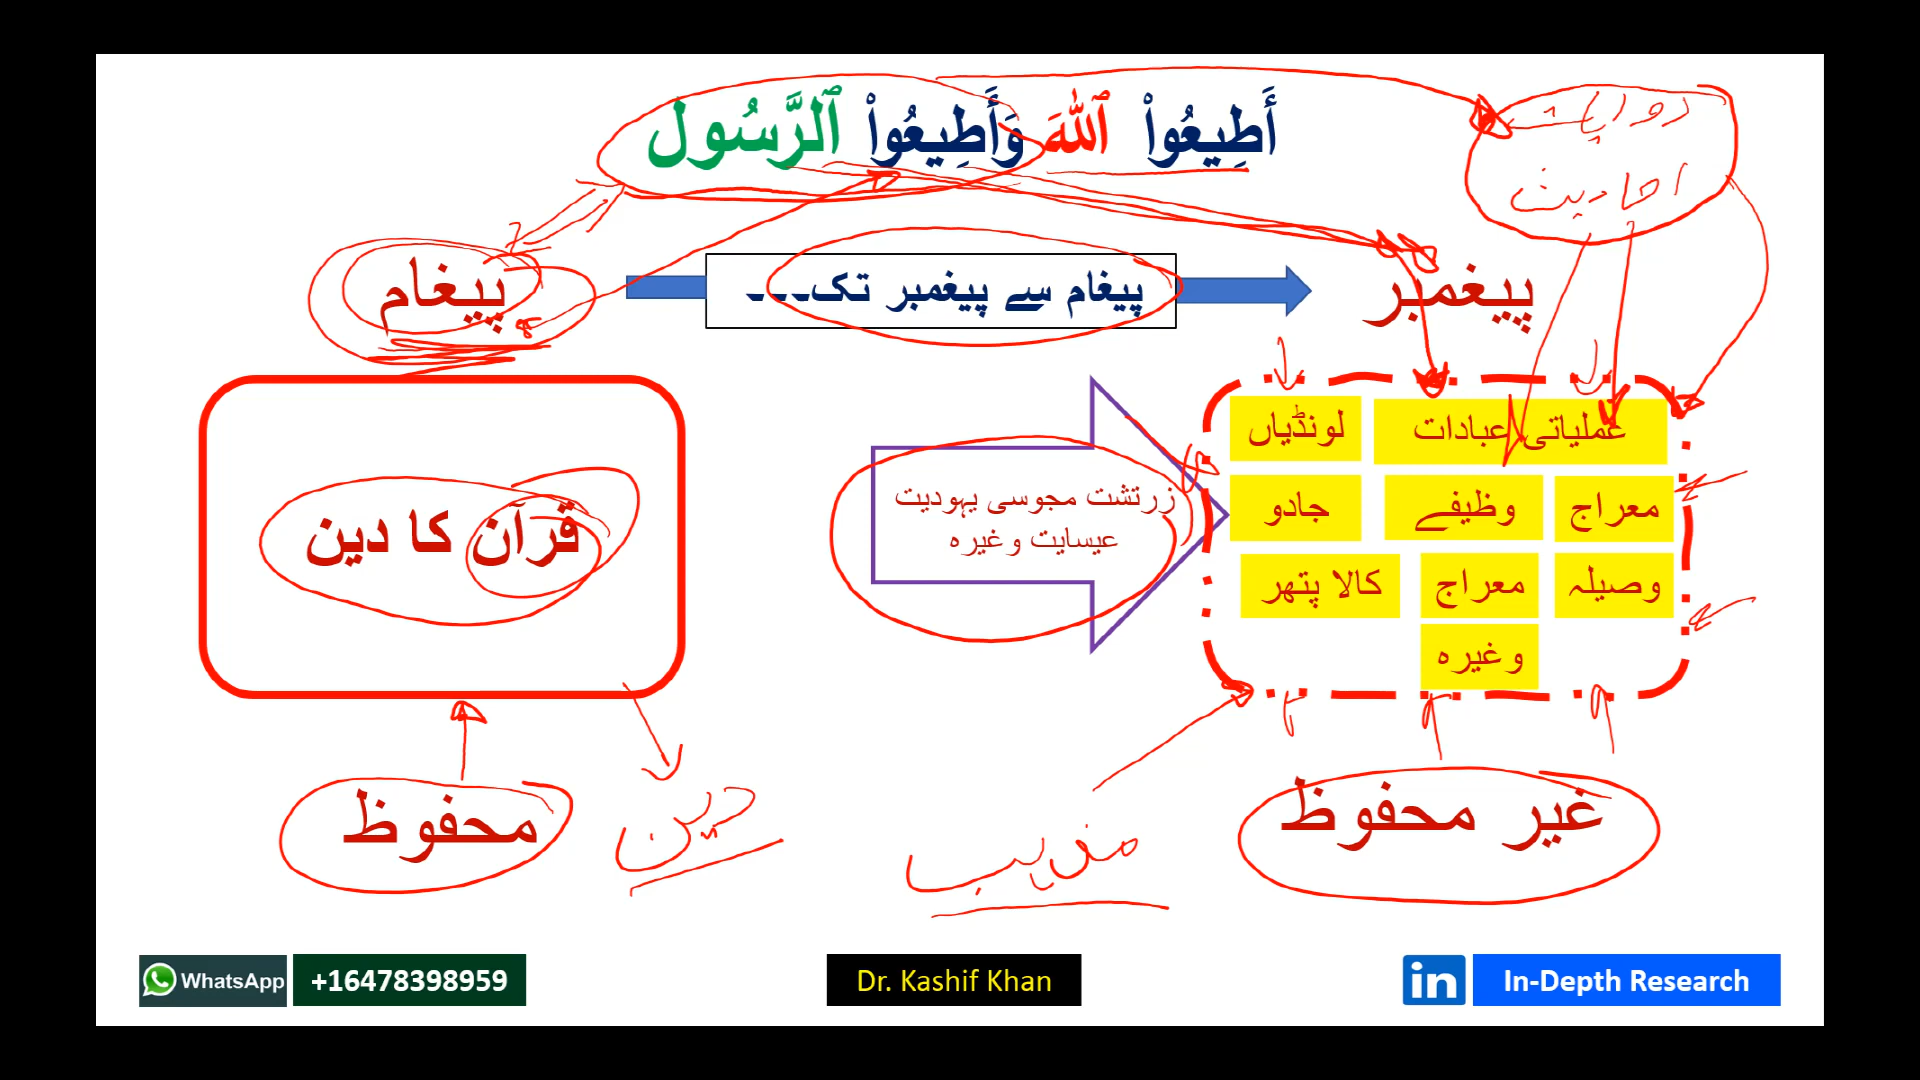 أَطِيعُوا۟ ٱللَّهَ وَأَطِيعُوا۟ ٱلرَّسُولَ
روایات
احادیث
پیغام
پیغام سے پیغمبر تک۔۔۔
پیغمبر
قرآن کا دین
زرتشت مجوسی یہودیت
عیسایت وغیرہ
عملیاتی عبادات لونڈیاں
معراج وظیفے جادو
وصیلہ معراج کالا پتھر
وغیرہ
محفوظ
دین
مذہب
غیر محفوظ
WhatsApp +16478398959
Dr. Kashif Khan
in In-Depth Research